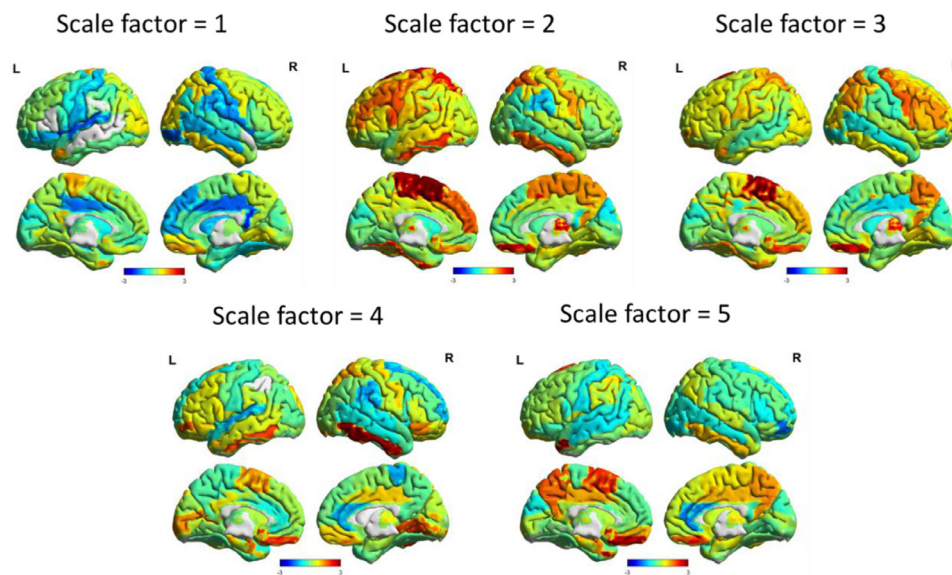 Scale factor = 1
Scale factor = 2
Scale factor = 3
L
R
L
R
L
-3
3
-3
3
-3
3
Scale factor = 4
Scale factor = 5
L
R
L
R
-3
3
-3
3